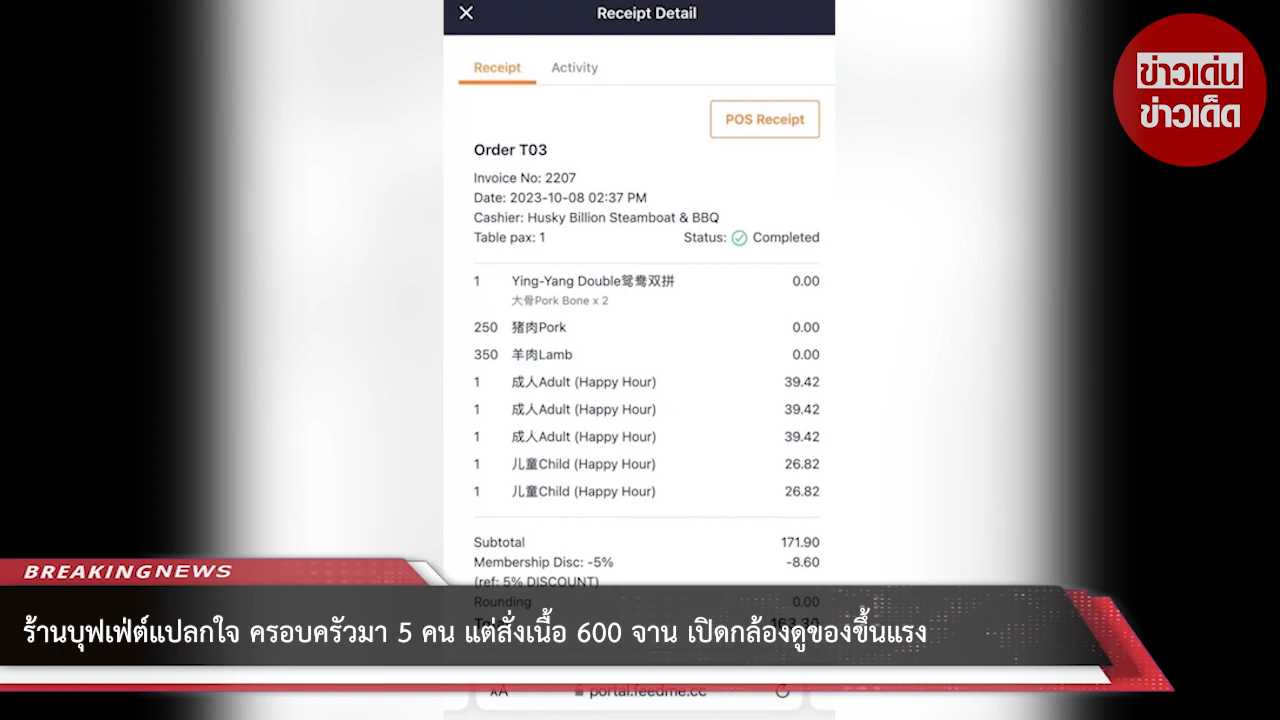 Receipt Detail
ข่าวเด่น
ข่าวเด็ด
Receipt Activity
POS Receipt
Order T03
Invoice No: 2207
Date: 2023-10-08 02:37 PM
Cashier: Husky Billion Steamboat & BBQ
Table pax: 1 Status: Completed
1 Ying-Yang Double鸳鸯双拼 0.00
大骨Pork Bone x 2
250 猪肉Pork 0.00
350 羊肉Lamb 0.00
1 成人Adult (Happy Hour) 39.42
1 成人Adult (Happy Hour) 39.42
1 成人Adult (Happy Hour) 39.42
1 儿童Child (Happy Hour) 26.82
1 儿童Child (Happy Hour) 26.82
Subtotal 171.90
Membership Disc: -5% -8.60
(ref: 5% DISCOUNT)
Rounding 0.00
163.30
BREAKING NEWS
ร้านบุฟเฟ่ต์แปลกใจ ครอบครัวมา 5 คน แต่สั่งเนื้อ 600 จาน เปิดกล้องดูของขึ้นแรง
AA portal.feedme.cc